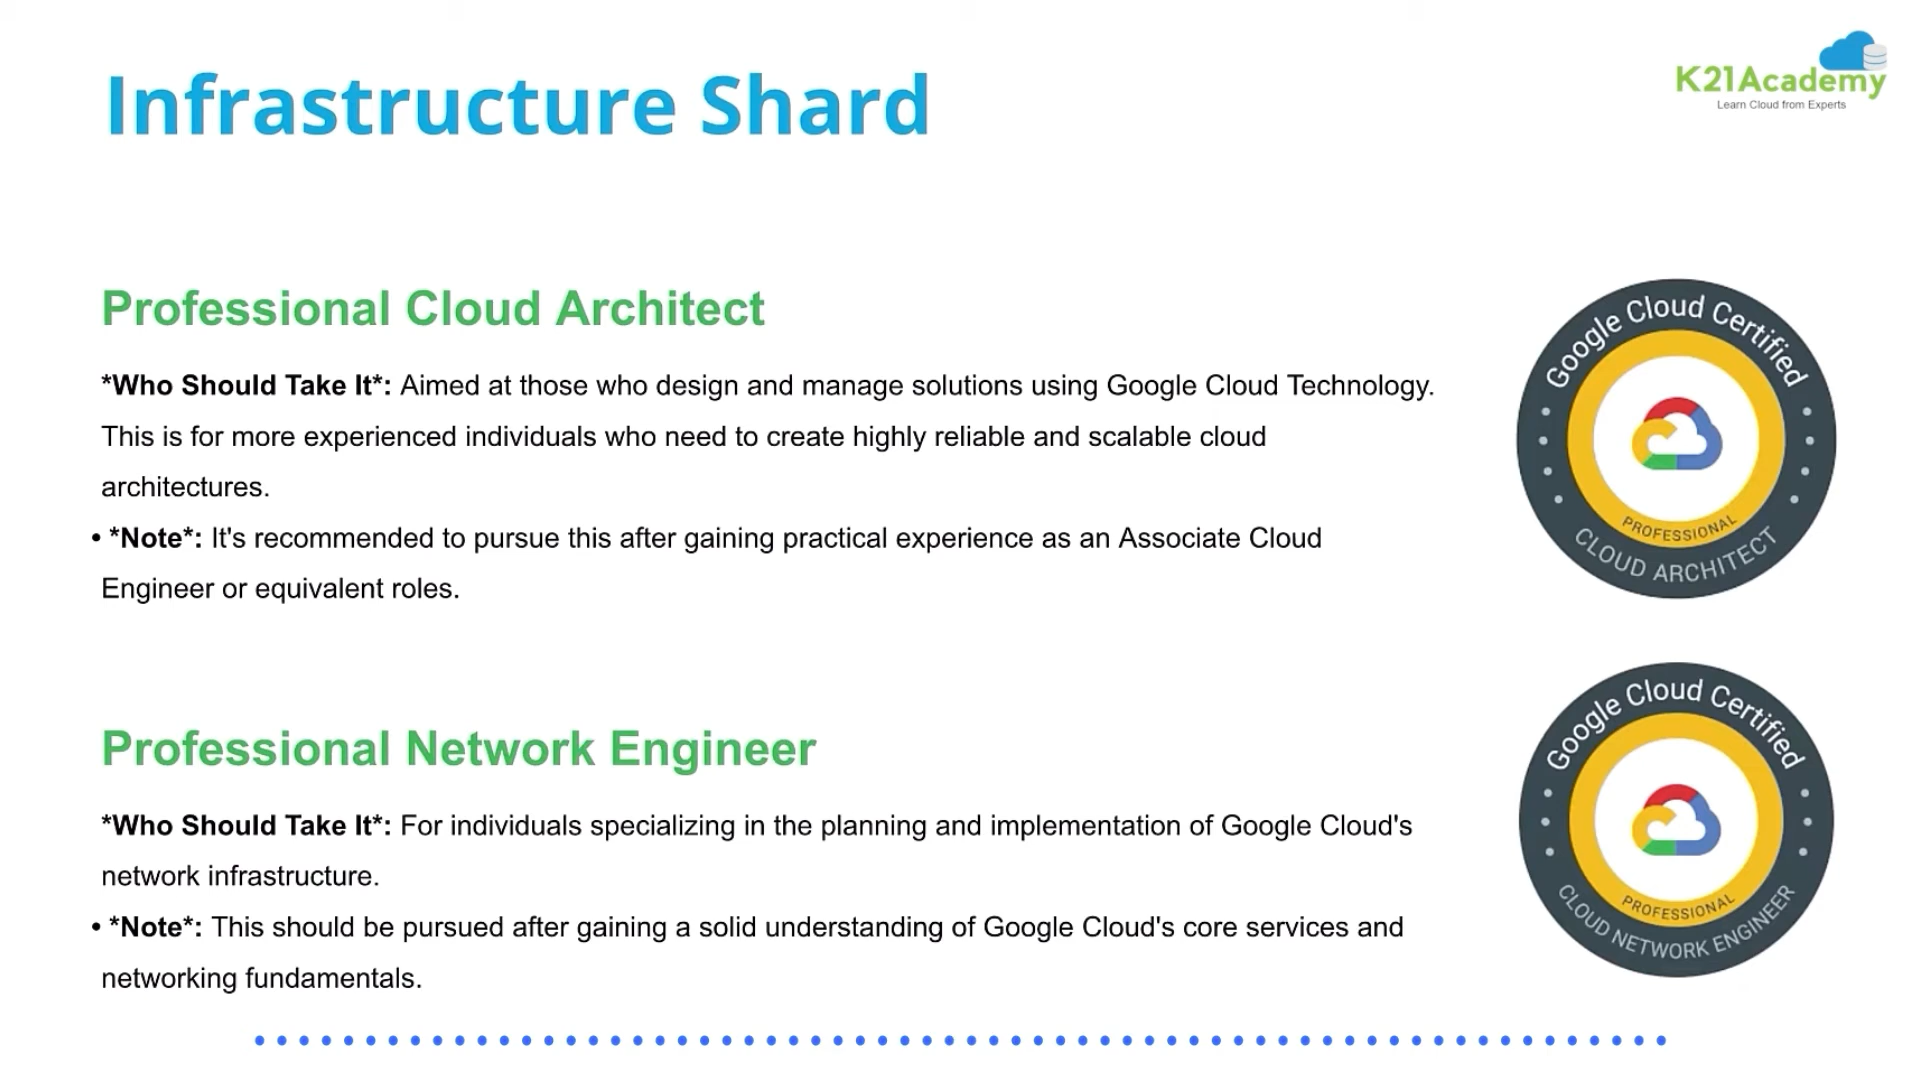 Infrastructure Shard
K21Academy
Learn Cloud from Experts
Professional Cloud Architect
*Who Should Take It*: Aimed at those who design and manage solutions using Google Cloud Technology.
This is for more experienced individuals who need to create highly reliable and scalable cloud
architectures.
• *Note*: It's recommended to pursue this after gaining practical experience as an Associate Cloud
Engineer or equivalent roles.
Google Cloud Certified
PROFESSIONAL
CLOUD ARCHITECT
Professional Network Engineer
*Who Should Take It*: For individuals specializing in the planning and implementation of Google Cloud's
network infrastructure.
• *Note*: This should be pursued after gaining a solid understanding of Google Cloud's core services and
networking fundamentals.
Google Cloud Certified
PROFESSIONAL
CLOUD NETWORK ENGINEER